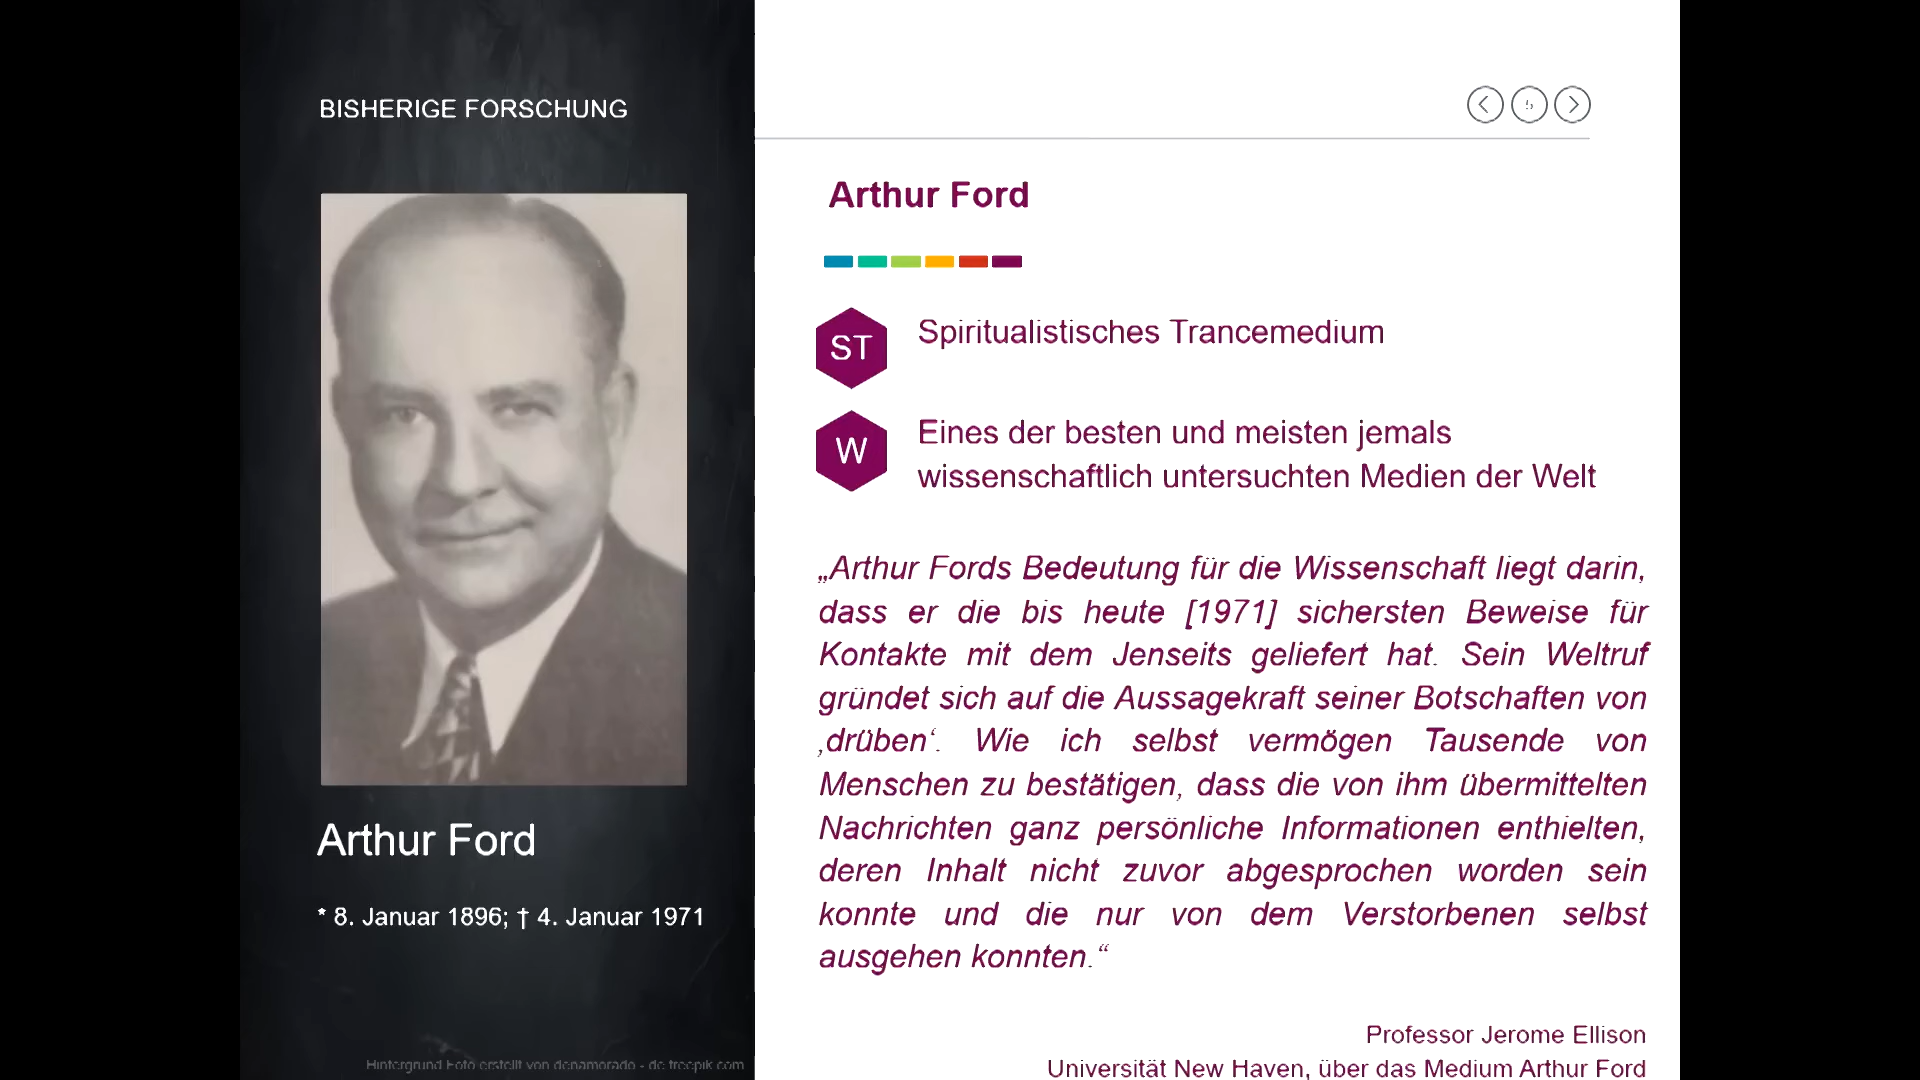 BISHERIGE FORSCHUNG
Arthur Ford
* 8. Januar 1896; † 4. Januar 1971
Hintergrund Foto erstellt von denamorado - de.freepik.com
5
Arthur Ford
ST
Spiritualistisches Trancemedium
W
Eines der besten und meisten jemals
wissenschaftlich untersuchten Medien der Welt
„Arthur Fords Bedeutung für die Wissenschaft liegt darin,
dass er die bis heute [1971] sichersten Beweise für
Kontakte mit dem Jenseits geliefert hat. Sein Weltruf
gründet sich auf die Aussagekraft seiner Botschaften von
‚drüben‘. Wie ich selbst vermögen Tausende von
Menschen zu bestätigen, dass die von ihm übermittelten
Nachrichten ganz persönliche Informationen enthielten,
deren Inhalt nicht zuvor abgesprochen worden sein
konnte und die nur von dem Verstorbenen selbst
ausgehen konnten.“
Professor Jerome Ellison
Universität New Haven, über das Medium Arthur Ford